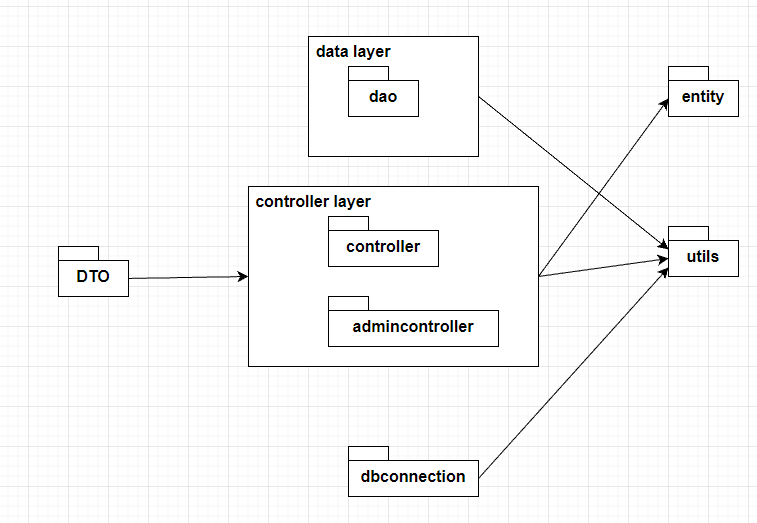 data layer
dao
entity
controller layer
controller
utils
DTO
admincontroller
dbconnection